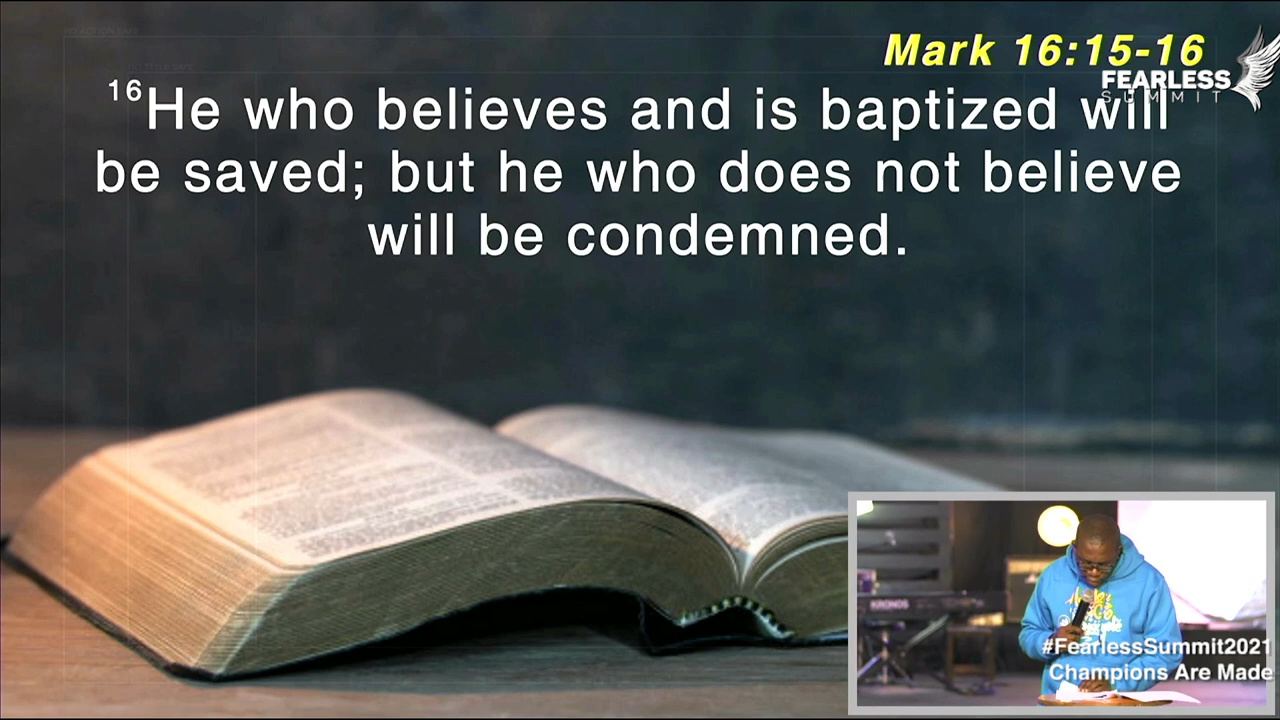 Mark 16:15-16
FEARLESS
SUMMIT
16He who believes and is baptized will
be saved; but he who does not believe
will be condemned.
KRONOS
#FearlessSummit2021
Champions Are Made